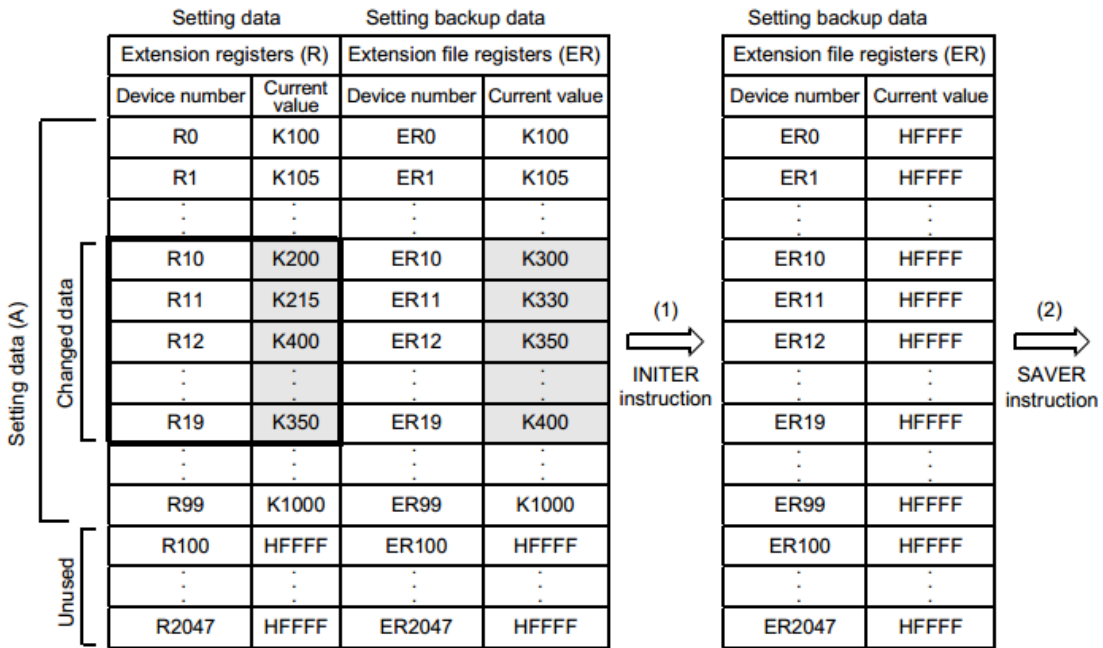 Setting data Setting backup data Setting backup data
Extension registers (R) Extension file registers (ER) Extension file registers (ER)
Device number Current value Device number Current value Device number Current value
R0 K100 ER0 K100 ER0 HFFFF
R1 K105 ER1 K105 ER1 HFFFF
: : : : : :
R10 K200 ER10 K300 ER10 HFFFF
R11 K215 ER11 K330 ER11 HFFFF
R12 K400 ER12 K350 ER12 HFFFF
: : : : : :
R19 K350 ER19 K400 ER19 HFFFF
: : : : : :
R99 K1000 ER99 K1000 ER99 HFFFF
R100 HFFFF ER100 HFFFF ER100 HFFFF
: : : : : :
R2047 HFFFF ER2047 HFFFF ER2047 HFFFF
Setting data (A)
Changed data
Unused
(1)
INITER
instruction
(2)
SAVER
instruction